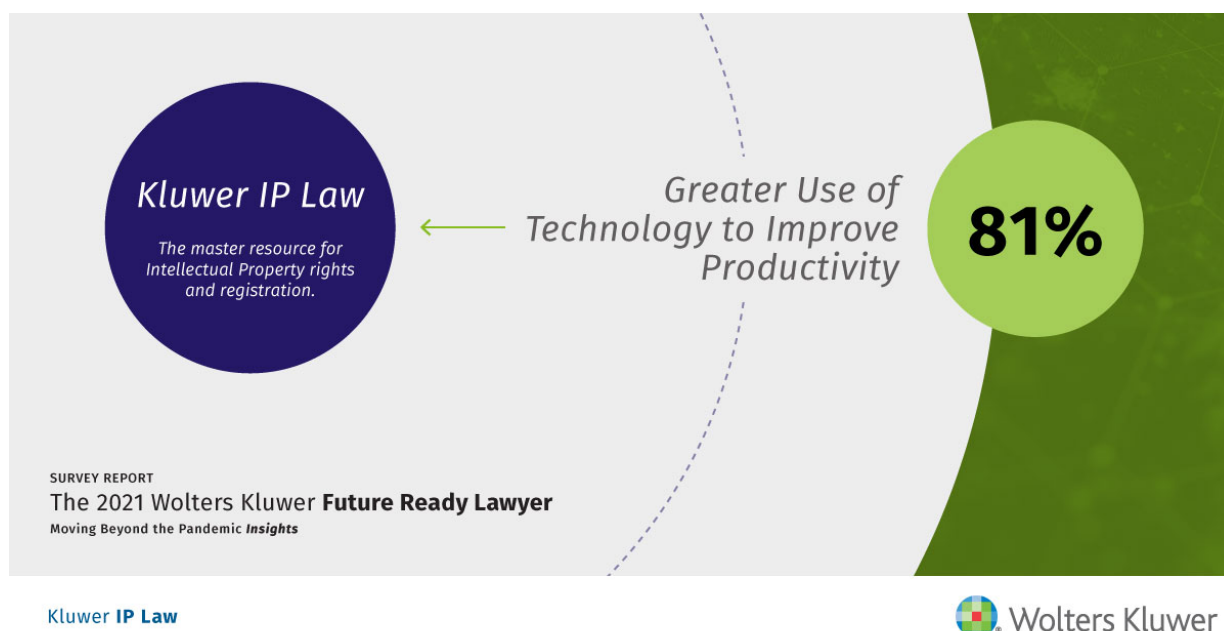 Kluwer IP Law
The master resource for
Intellectual Property rights
and registration.
Greater Use of
Technology to Improve
Productivity
81%
SURVEY REPORT
The 2021 Wolters Kluwer Future Ready Lawyer
Moving Beyond the Pandemic Insights
Kluwer IP Law
Wolters Kluwer